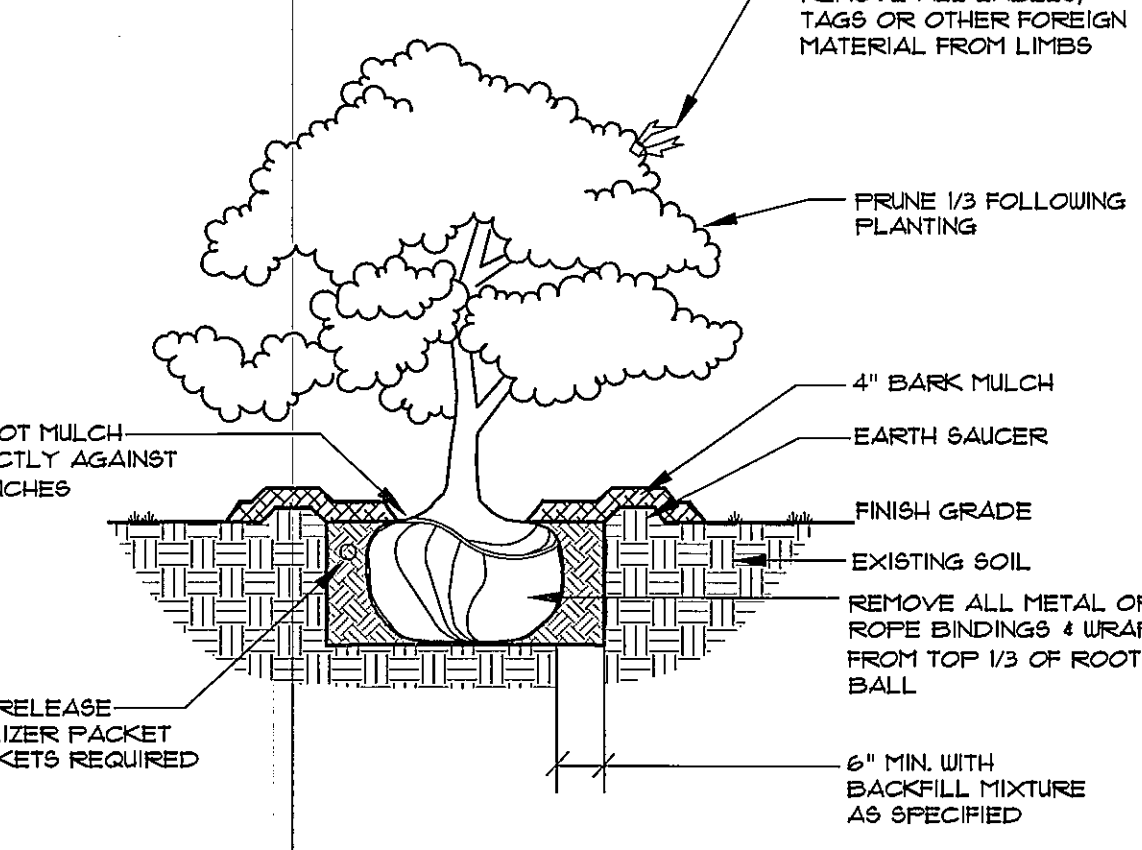 TAGS OR OTHER FOREIGN
MATERIAL FROM LIMBS
PRUNE 1/3 FOLLOWING
PLANTING
4" BARK MULCH
EARTH SAUCER
FINISH GRADE
EXISTING SOIL
REMOVE ALL METAL OR
ROPE BINDINGS & WRAP
FROM TOP 1/3 OF ROOT
BALL
6" MIN. WITH
BACKFILL MIXTURE
AS SPECIFIED
OT MULCH
CTLY AGAINST
NCHES
RELEASE
IZER PACKET
KETS REQUIRED